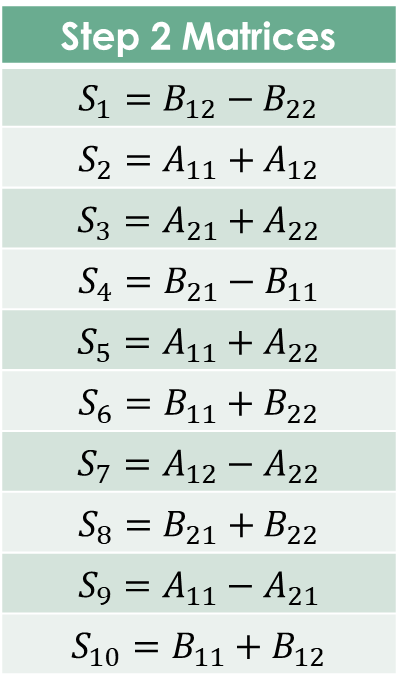 Step 2 Matrices
S₁ = B₁₂ − B₂₂
S₂ = A₁₁ + A₁₂
S₃ = A₂₁ + A₂₂
S₄ = B₂₁ − B₁₁
S₅ = A₁₁ + A₂₂
S₆ = B₁₁ + B₂₂
S₇ = A₁₂ − A₂₂
S₈ = B₂₁ + B₂₂
S₉ = A₁₁ − A₂₁
S₁₀ = B₁₁ + B₁₂